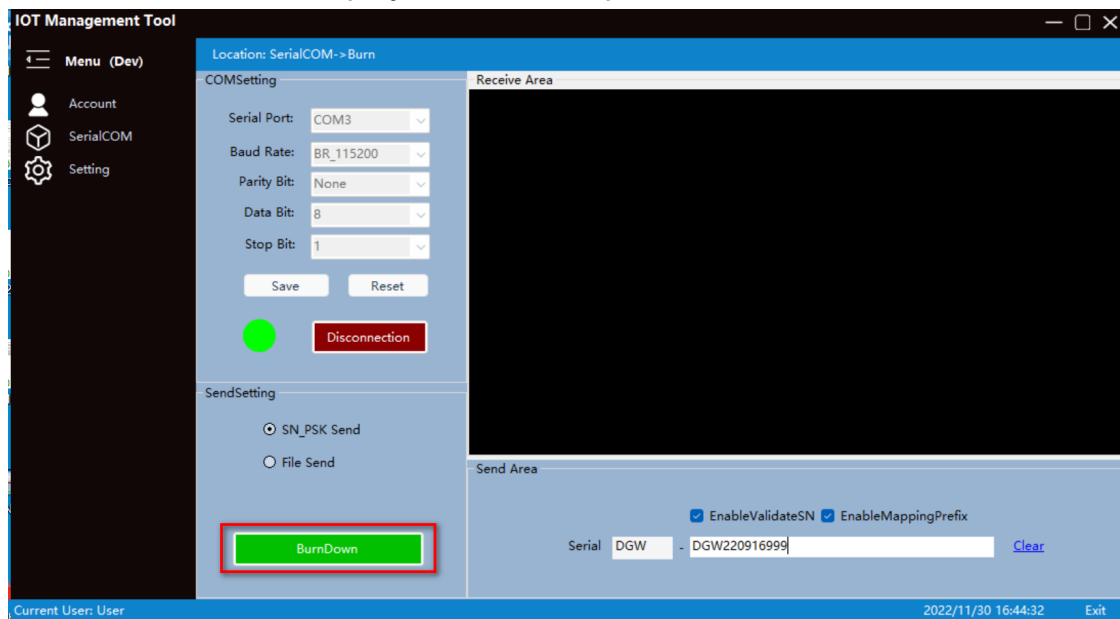 IOT Management Tool
Menu (Dev)
Location: SerialCOM->Burn
Account
SerialCOM
Setting
COMSetting
Serial Port: COM3
Baud Rate: BR_115200
Parity Bit: None
Data Bit: 8
Stop Bit: 1
Save Reset
Disconnection
SendSetting
SN_PSK Send
File Send
BurnDown
Receive Area
Send Area
EnableValidateSN EnableMappingPrefix
Serial DGW - DGW220916999 Clear
Current User: User 2022/11/30 16:44:32 Exit